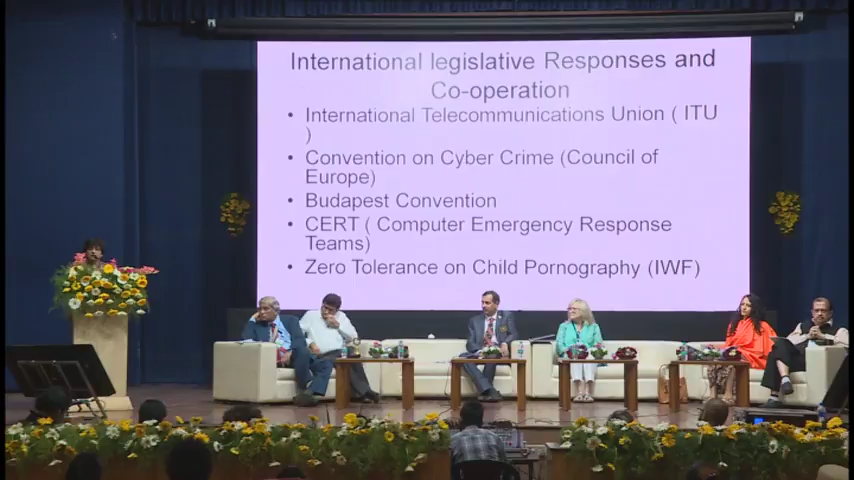 International legislative Responses and
Co-operation
• International Telecommunications Union ( ITU
)
• Convention on Cyber Crime (Council of
Europe)
• Budapest Convention
• CERT ( Computer Emergency Response
Teams)
• Zero Tolerance on Child Pornography (IWF)